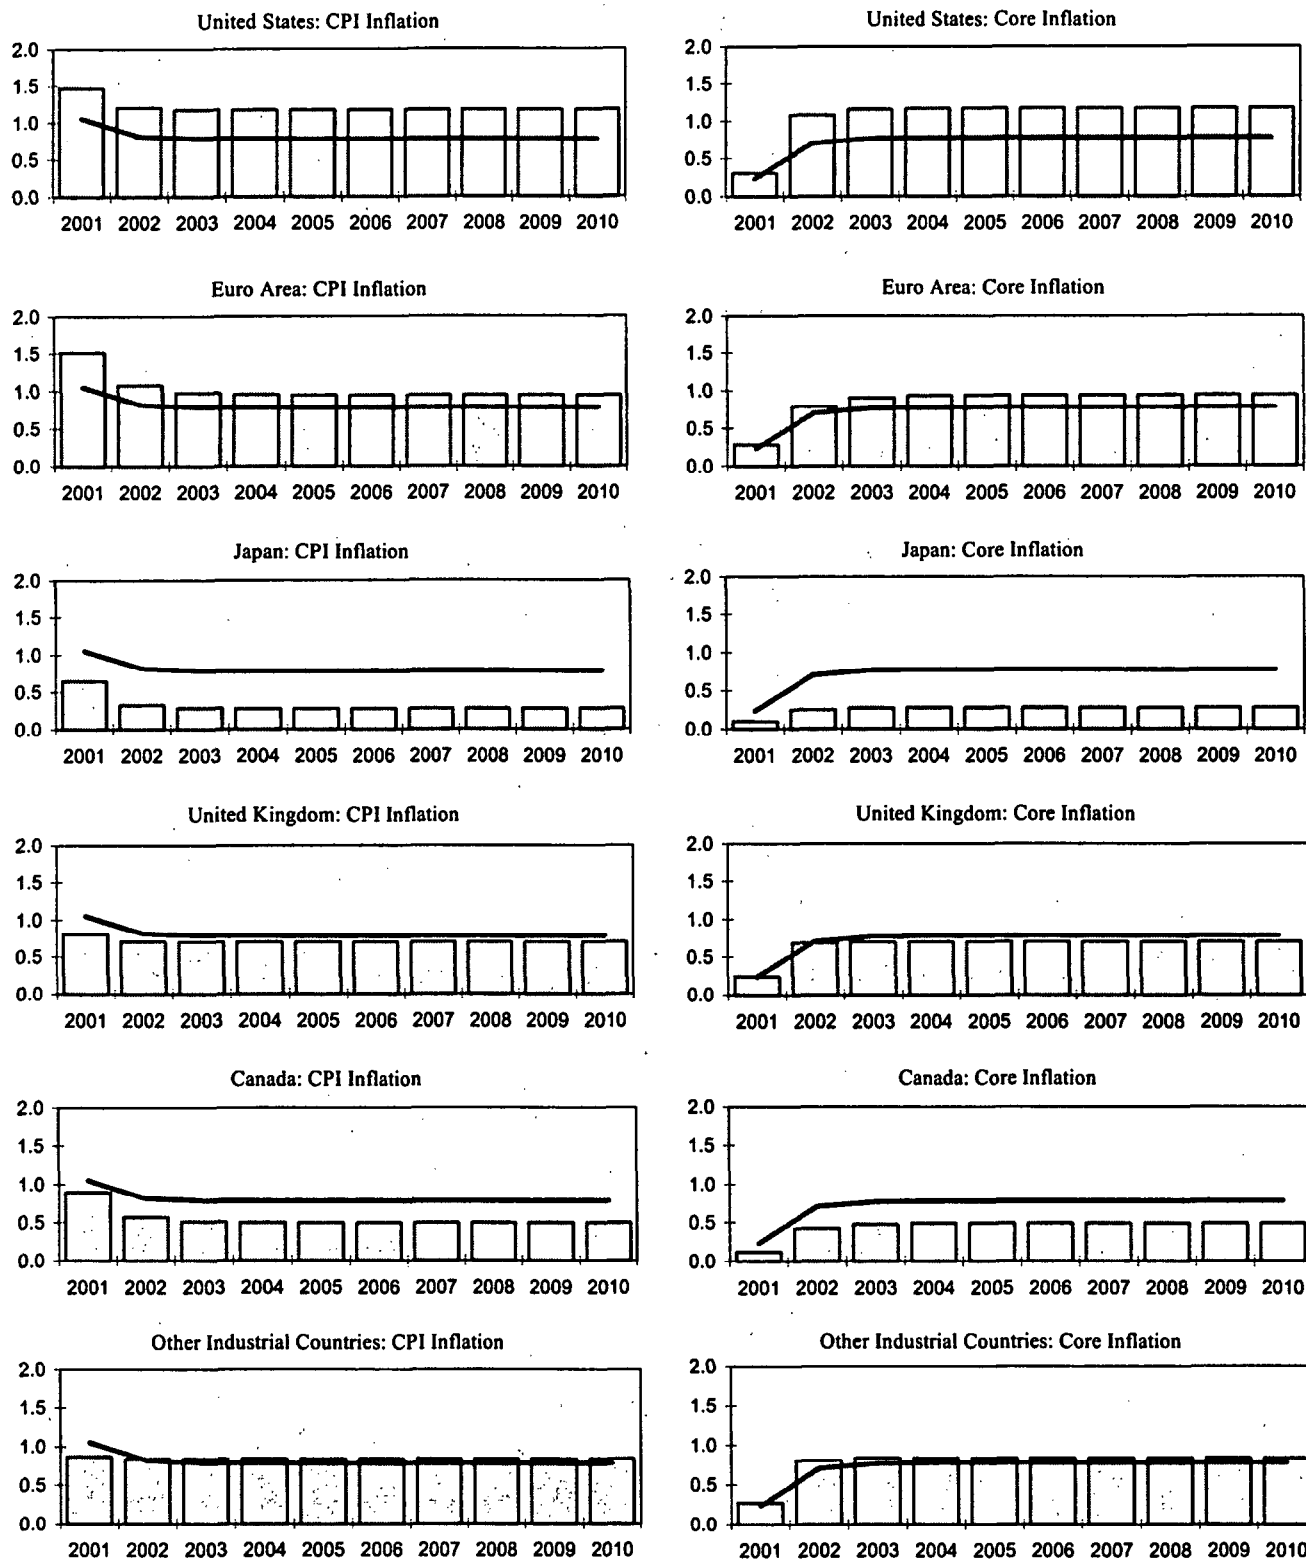 United States: CPI Inflation
2.0
1.5
1.0
0.5
0.0
2001 2002 2003 2004 2005 2006 2007 2008 2009 2010
United States: Core Inflation
2.0
1.5
1.0
0.5
0.0
2001 2002 2003 2004 2005 2006 2007 2008 2009 2010
Euro Area: CPI Inflation
2.0
1.5
1.0
0.5
0.0
2001 2002 2003 2004 2005 2006 2007 2008 2009 2010
Euro Area: Core Inflation
2.0
1.5
1.0
0.5
0.0
2001 2002 2003 2004 2005 2006 2007 2008 2009 2010
Japan: CPI Inflation
2.0
1.5
1.0
0.5
0.0
2001 2002 2003 2004 2005 2006 2007 2008 2009 2010
Japan: Core Inflation
2.0
1.5
1.0
0.5
0.0
2001 2002 2003 2004 2005 2006 2007 2008 2009 2010
United Kingdom: CPI Inflation
2.0
1.5
1.0
0.5
0.0
2001 2002 2003 2004 2005 2006 2007 2008 2009 2010
United Kingdom: Core Inflation
2.0
1.5
1.0
0.5
0.0
2001 2002 2003 2004 2005 2006 2007 2008 2009 2010
Canada: CPI Inflation
2.0
1.5
1.0
0.5
0.0
2001 2002 2003 2004 2005 2006 2007 2008 2009 2010
Canada: Core Inflation
2.0
1.5
1.0
0.5
0.0
2001 2002 2003 2004 2005 2006 2007 2008 2009 2010
Other Industrial Countries: CPI Inflation
2.0
1.5
1.0
0.5
0.0
2001 2002 2003 2004 2005 2006 2007 2008 2009 2010
Other Industrial Countries: Core Inflation
2.0
1.5
1.0
0.5
0.0
2001 2002 2003 2004 2005 2006 2007 2008 2009 2010